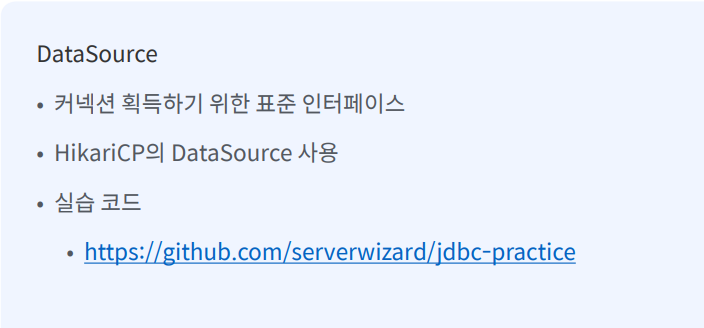 DataSource
• 커넥션 획득하기 위한 표준 인터페이스
• HikariCP의 DataSource 사용
• 실습 코드
• https://github.com/serverwizard/jdbc-practice